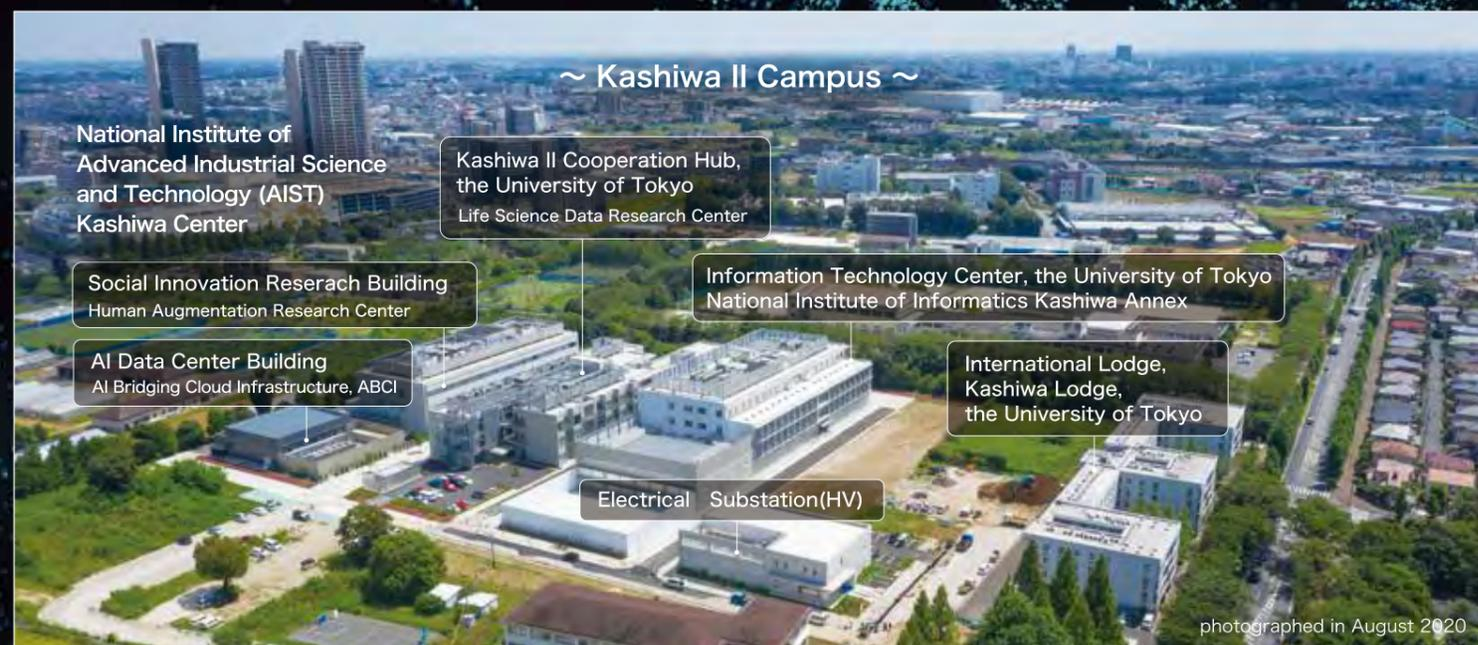 ～ Kashiwa II Campus ～
National Institute of
Advanced Industrial Science
and Technology (AIST)
Kashiwa Center
Kashiwa II Cooperation Hub,
the University of Tokyo
Life Science Data Research Center
Social Innovation Reserach Building
Human Augmentation Research Center
Information Technology Center, the University of Tokyo
National Institute of Informatics Kashiwa Annex
AI Data Center Building
AI Bridging Cloud Infrastructure, ABCI
International Lodge,
Kashiwa Lodge,
the University of Tokyo
Electrical Substation(HV)
photographed in August 2020